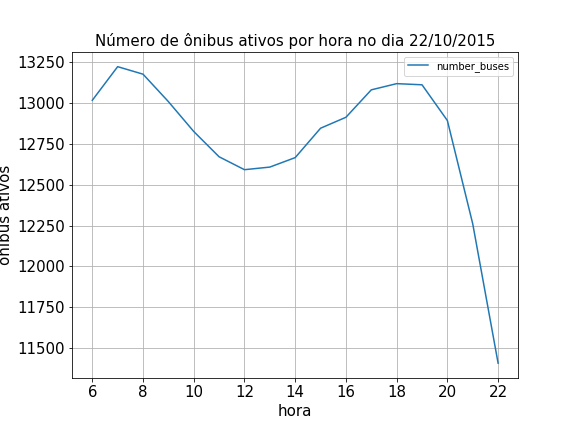 Número de ônibus ativos por hora no dia 22/10/2015
number_buses
ônibus ativos
13250
13000
12750
12500
12250
12000
11750
11500
6 8 10 12 14 16 18 20 22
hora